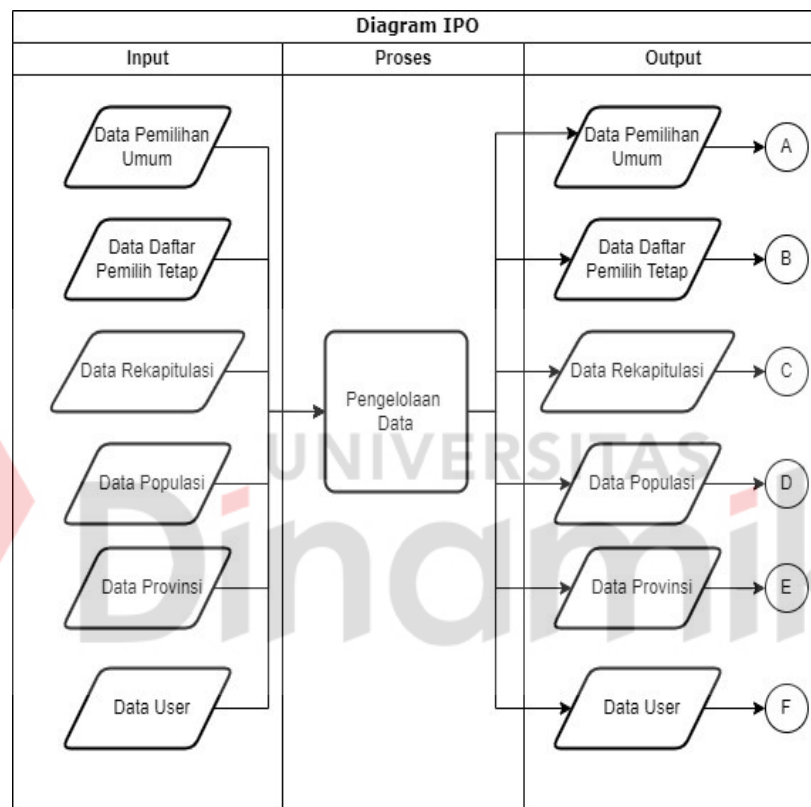 Diagram IPO
Input
Proses
Output
Data Pemilihan
Umum
Data Daftar
Pemilih Tetap
Data Rekapitulasi
Data Populasi
Data Provinsi
Data User
Pengelolaan
Data
Data Pemilihan
Umum
A
Data Daftar
Pemilih Tetap
B
Data Rekapitulasi
C
Data Populasi
D
Data Provinsi
E
Data User
F
UNIVERSITAS